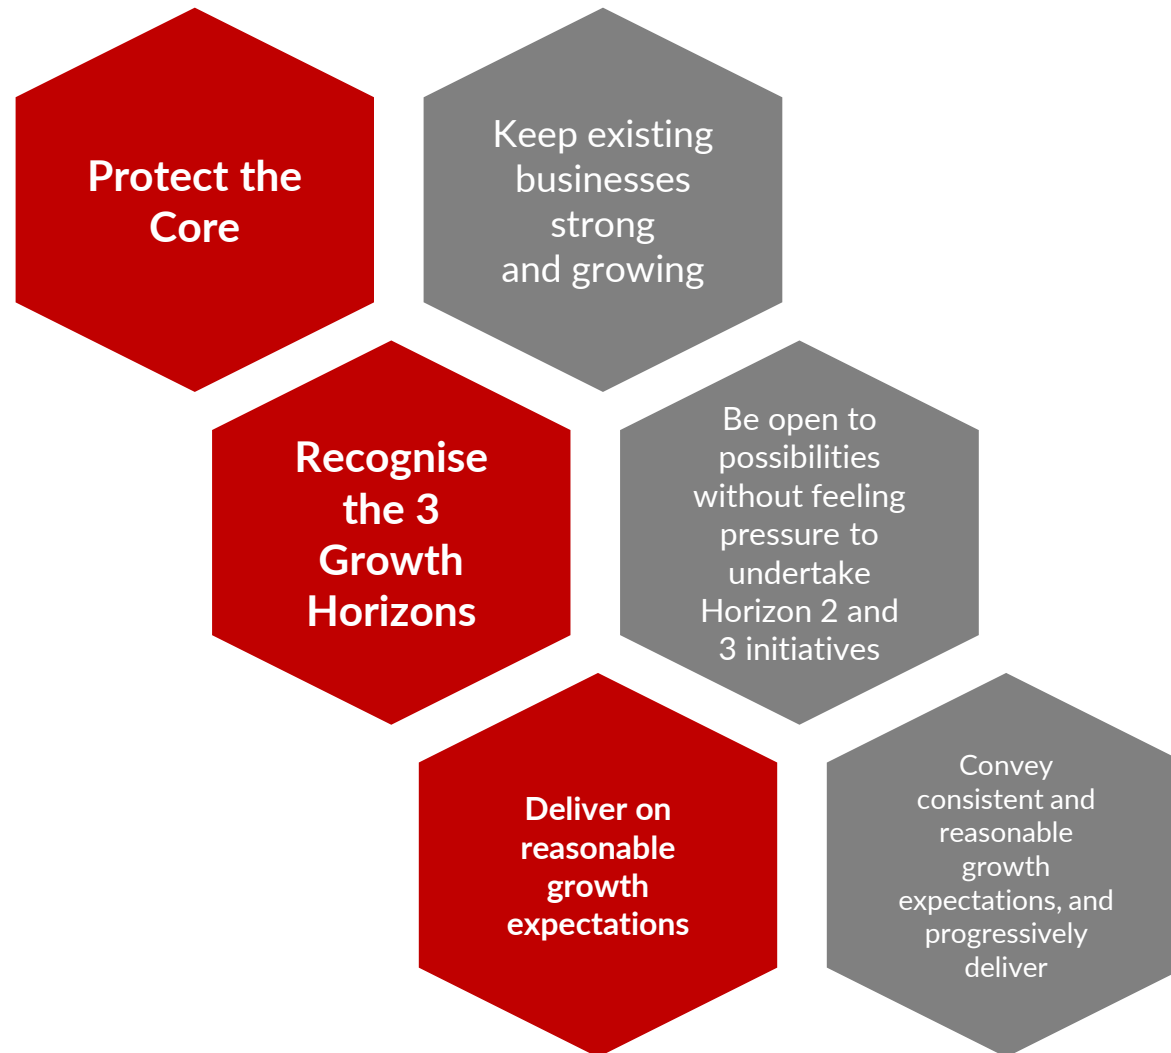 Protect the
Core
Keep existing
businesses
strong
and growing
Recognise
the 3
Growth
Horizons
Be open to
possibilities
without feeling
pressure to
undertake
Horizon 2 and
3 initiatives
Deliver on
reasonable
growth
expectations
Convey
consistent and
reasonable
growth
expectations, and
progressively
deliver